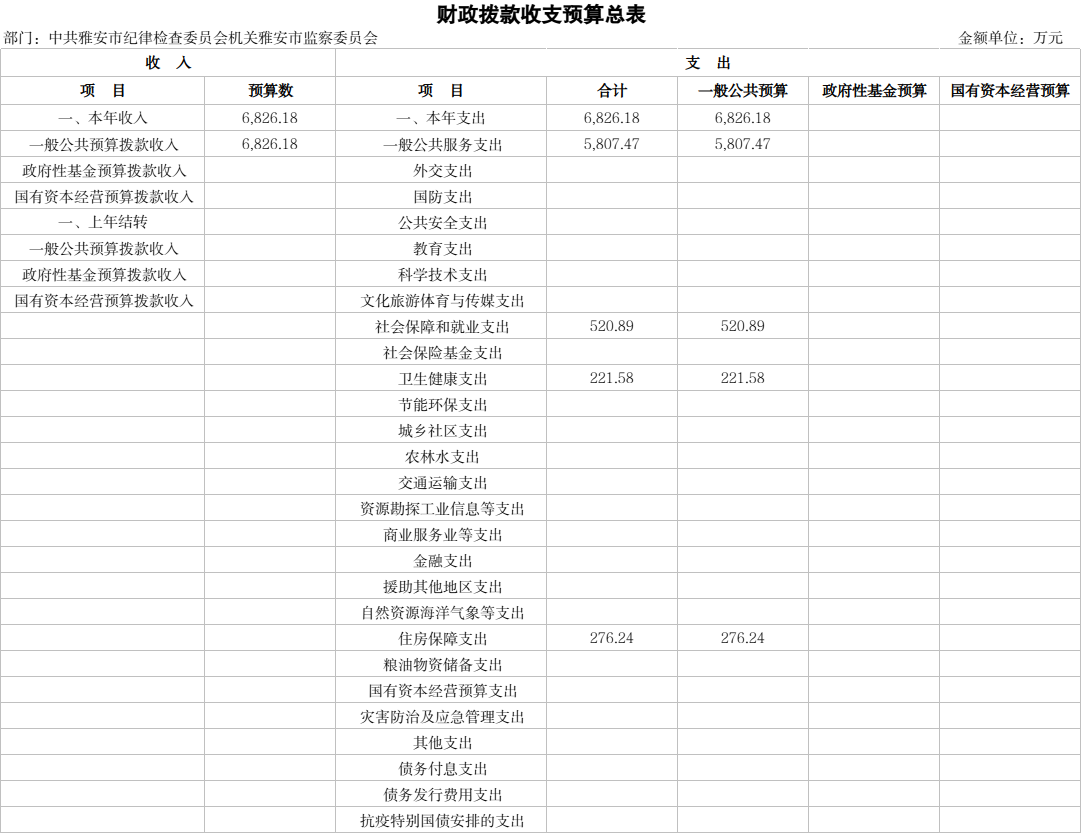 财政拨款收支预算总表
部门：中共雅安市纪律检查委员会机关雅安市监察委员会 金额单位：万元
收 入 支 出
项 目 预算数 项 目 合计 一般公共预算 政府性基金预算 国有资本经营预算
一、本年收入 6,826.18 一、本年支出 6,826.18 6,826.18
一般公共预算拨款收入 6,826.18 一般公共服务支出 5,807.47 5,807.47
政府性基金预算拨款收入 外交支出
国有资本经营预算拨款收入 国防支出
一、上年结转 公共安全支出
一般公共预算拨款收入 教育支出
政府性基金预算拨款收入 科学技术支出
国有资本经营预算拨款收入 文化旅游体育与传媒支出
社会保障和就业支出 520.89 520.89
社会保险基金支出
卫生健康支出 221.58 221.58
节能环保支出
城乡社区支出
农林水支出
交通运输支出
资源勘探工业信息等支出
商业服务业等支出
金融支出
援助其他地区支出
自然资源海洋气象等支出
住房保障支出 276.24 276.24
粮油物资储备支出
国有资本经营预算支出
灾害防治及应急管理支出
其他支出
债务付息支出
债务发行费用支出
抗疫特别国债安排的支出